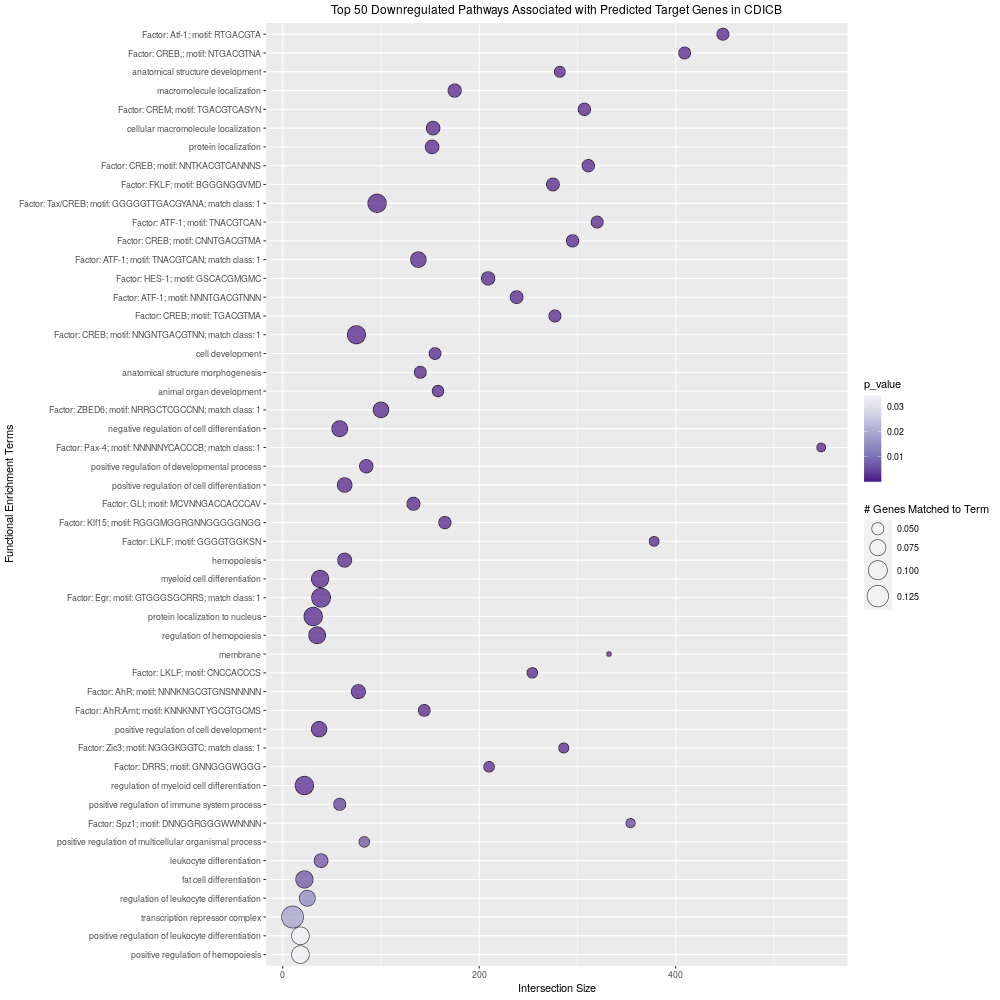 Top 50 Downregulated Pathways Associated with Predicted Target Genes in CDICB
Factor: Atf-1; motif: RTGACGTA
Factor: CREB,; motif: NTGACGTNA
anatomical structure development
macromolecule localization
Factor: CREM; motif: TGACGTCASYN
cellular macromolecule localization
protein localization
Factor: CREB; motif: NNTKACGTCANNNS
Factor: FKLF; motif: BGGGNGGVMD
Factor: Tax/CREB; motif: GGGGGTTGACGYANA; match class: 1
Factor: ATF-1; motif: TNACGTCAN
Factor: CREB; motif: CNNTGACGTMA
Factor: ATF-1; motif: TNACGTCAN; match class: 1
Factor: HES-1; motif: GSCACGMGMC
Factor: ATF-1; motif: NNNTGACGTNNN
Factor: CREB; motif: TGACGTMA
Factor: CREB; motif: NNGNTGACGTNN; match class: 1
cell development
anatomical structure morphogenesis
animal organ development
Factor: ZBED6; motif: NRRGCTCGCCNN; match class: 1
negative regulation of cell differentiation
Factor: Pax-4; motif: NNNNNYCACCCB; match class: 1
positive regulation of developmental process
positive regulation of cell differentiation
Factor: GLI; motif: MCVNNGACCACCCAV
Factor: Klf15; motif: RGGGMGGRGNNGGGGGNGG
Factor: LKLF; motif: GGGGTGGKSN
hemopoiesis
myeloid cell differentiation
Factor: Egr; motif: GTGGGSGCRRS; match class: 1
protein localization to nucleus
regulation of hemopoiesis
membrane
Factor: LKLF; motif: CNCCACCCS
Factor: AhR; motif: NNNKNGCGTGNSNNNNN
Factor: AhR:Arnt; motif: KNNKNNTYGCGTGCMS
positive regulation of cell development
Factor: Zic3; motif: NGGGKGGTC; match class: 1
Factor: DRRS; motif: GNNGGGWGGG
regulation of myeloid cell differentiation
positive regulation of immune system process
Factor: Spz1; motif: DNNGGRGGGWWNNNN
positive regulation of multicellular organismal process
leukocyte differentiation
fat cell differentiation
regulation of leukocyte differentiation
transcription repressor complex
positive regulation of leukocyte differentiation
positive regulation of hemopoiesis
Functional Enrichment Terms
0 200 400
Intersection Size
p_value
0.03
0.02
0.01
# Genes Matched to Term
0.050
0.075
0.100
0.125